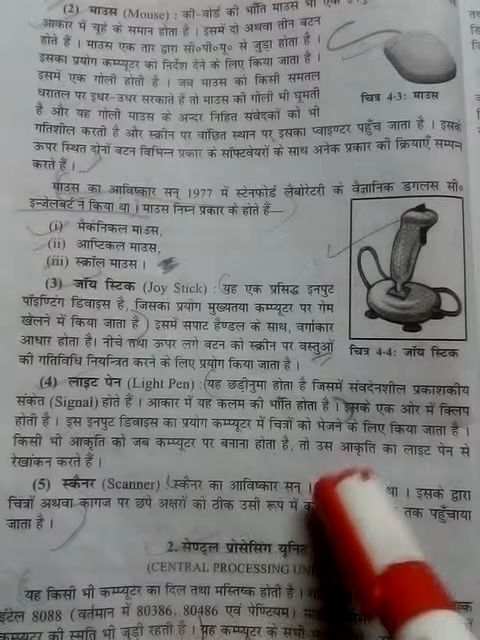 (2) माउस (Mouse) : की-बोर्ड की भाँति माउस भी एक
आकार में चूहे के समान होता है । इसमें दो अथवा तीन बटन
होते हैं । माउस एक तार द्वारा सी०पी०यू० से जुड़ा होता है ।
इसका प्रयोग कम्प्यूटर को निर्देश देने के लिए किया जाता है ।
इसमें एक गोली होती है । जब माउस को किसी समतल
धरातल पर इधर-उधर सरकाते हैं तो माउस की गोली भी घूमती
है और यह गोली माउस के अन्दर निहित संवेदकों को भी
गतिशील करती है और स्क्रीन पर वांछित स्थान पर इसका प्वाइण्टर पहुँच जाता है । इसके
ऊपर स्थित दोनों बटन विभिन्न प्रकार के सॉफ्टवेयरों के साथ अनेक प्रकार की क्रियाएँ सम्पन्न
करते हैं ।
चित्र 4·3: माउस
माउस का आविष्कार सन् 1977 में स्टेनफोर्ड लैबोरेटरी के वैज्ञानिक डगलस सी०
इन्जेलबर्ट ने किया था । माउस निम्न प्रकार के होते हैं—
(i) मैकेनिकल माउस,
(ii) आप्टिकल माउस,
(iii) स्क्रॉल माउस ।
(3) जॉय स्टिक (Joy Stick) : यह एक प्रसिद्ध इनपुट
पॉइण्टिंग डिवाइस है, जिसका प्रयोग मुख्यतया कम्प्यूटर पर गेम
खेलने में किया जाता है । इसमें सपाट हैण्डल के साथ, वर्गाकार
आधार होता है। नीचे तथा ऊपर लगे बटन को स्क्रीन पर वस्तुओं
की गतिविधि नियन्त्रित करने के लिए प्रयोग किया जाता है ।
चित्र 4·4: जॉय स्टिक
(4) लाइट पेन (Light Pen) : यह छड़ीनुमा होता है जिसमें संवदेनशील प्रकाशकीय
संकेत (Signal) होते हैं । आकार में यह कलम की भाँति होता है । इसके एक ओर में क्लिप
होती है । इस इनपुट डिवाइस का प्रयोग कम्प्यूटर में चित्रों को भेजने के लिए किया जाता है ।
किसी भी आकृति को जब कम्प्यूटर पर बनाना होता है, तो उस आकृति का लाइट पेन से
रेखांकन करते हैं ।
(5) स्कैनर (Scanner) : स्कैनर का आविष्कार सन् था । इसके द्वारा
चित्रों अथवा कागज पर छपे अक्षरों को ठीक उसी रूप में तक पहुँचाया
जाता है ।
2. सेण्ट्रल प्रोसेसिंग यूनिट
(CENTRAL PROCESSING
यह किसी भी कम्प्यूटर का दिल तथा मस्तिष्क होती है ।
इंटेल 8088 (वर्तमान में 80386, 80486 एवं पेण्टियम)
कम्प्यूटर की स्मृति भी जुड़ी रहती है । यह कम्प्यूटर के सभी